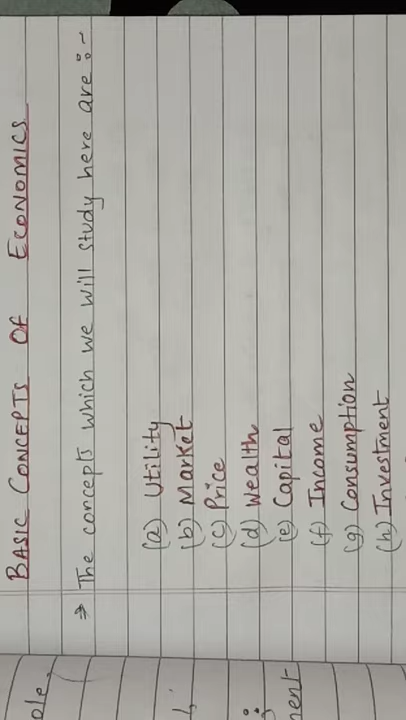 BASIC CONCEPTS OF ECONOMICS
⇒ The concepts which we will study here are :-
(a) Utility
(b) Market
(c) Price
(d) Wealth
(e) Capital
(f) Income
(g) Consumption
(h) Investment